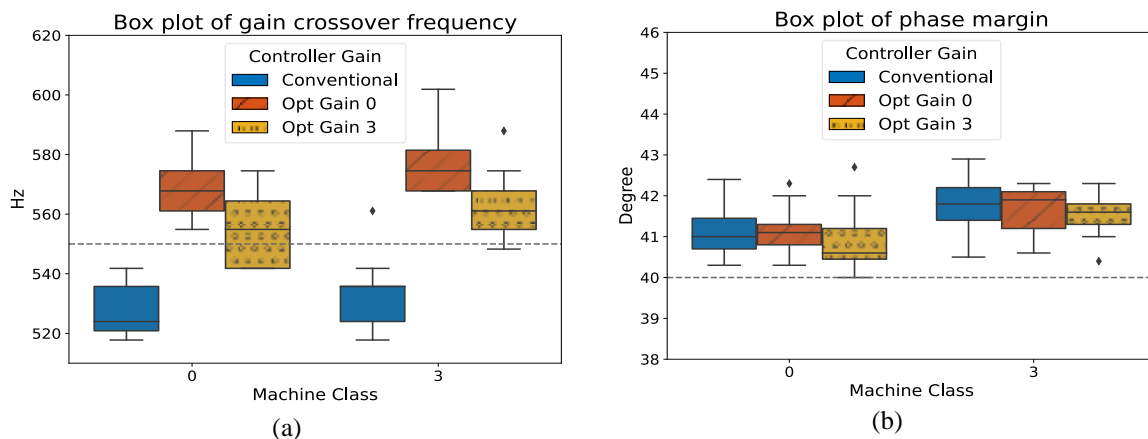 Box plot of gain crossover frequency
620
600
580
560
540
520
Hz
Controller Gain
Conventional
Opt Gain 0
Opt Gain 3
0
3
Machine Class
(a)
Box plot of phase margin
46
45
44
43
42
41
40
39
38
Degree
Controller Gain
Conventional
Opt Gain 0
Opt Gain 3
0
3
Machine Class
(b)